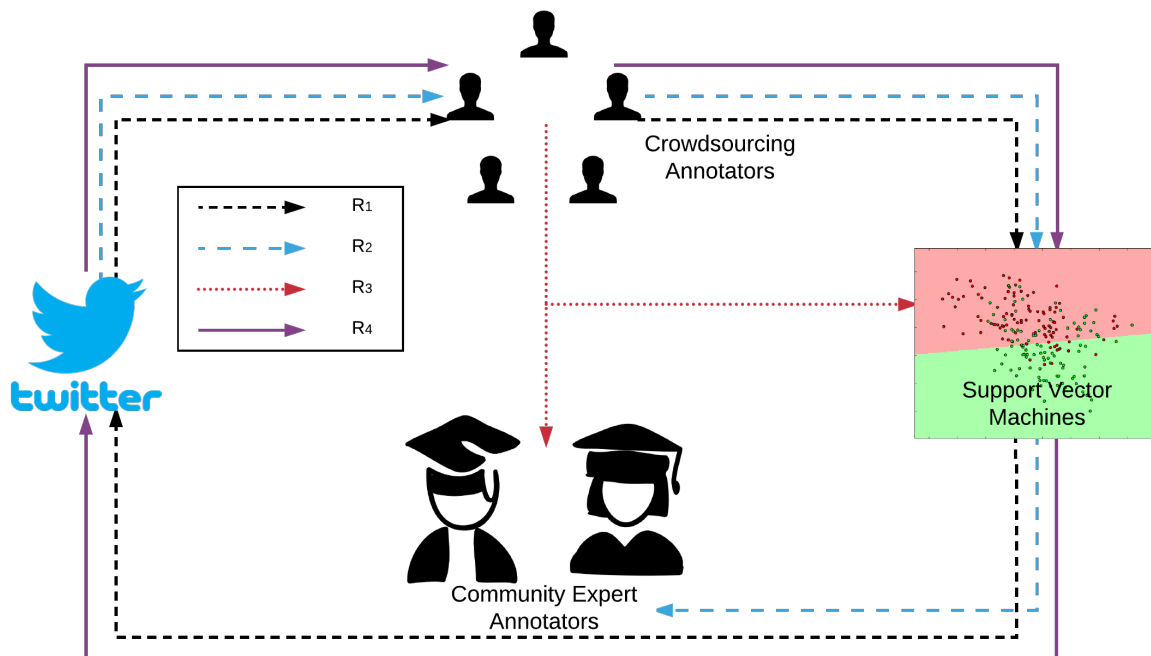 Crowdsourcing
Annotators
R1
R2
R3
R4
twitter
Support Vector
Machines
Community Expert
Annotators